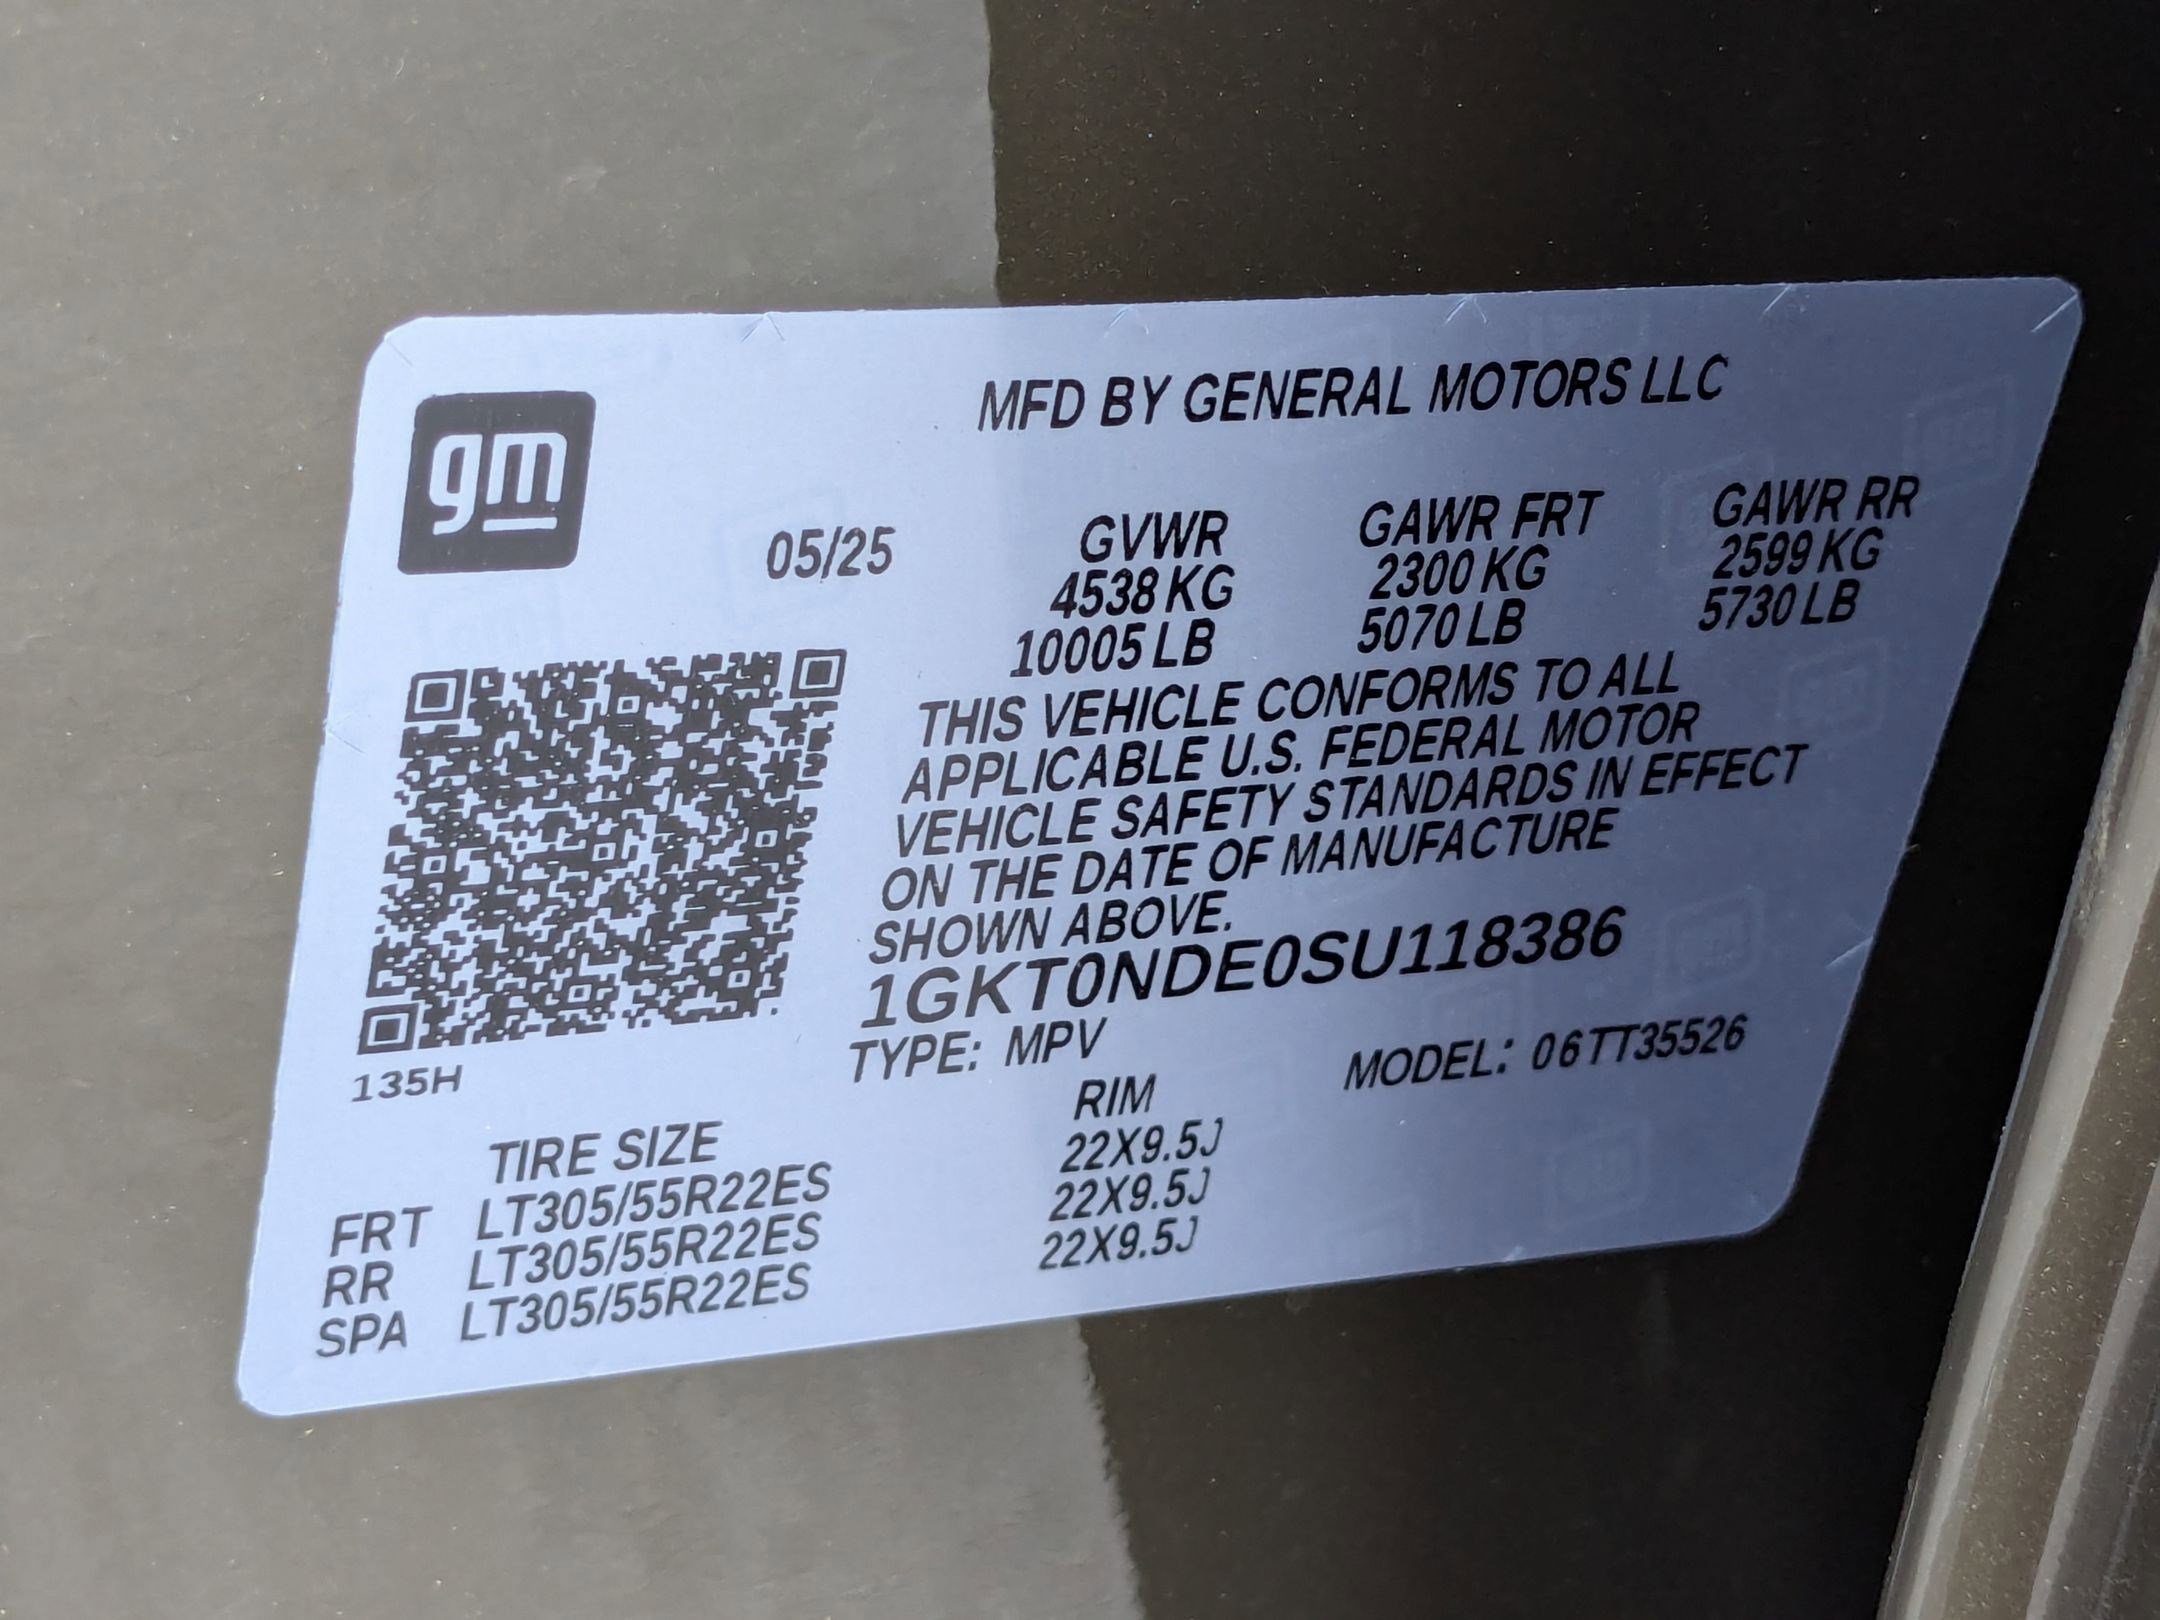 gm
MFD BY GENERAL MOTORS LLC
05/25 GVWR GAWR FRT GAWR RR
4538 KG 2300 KG 2599 KG
10005 LB 5070 LB 5730 LB
THIS VEHICLE CONFORMS TO ALL
APPLICABLE U.S. FEDERAL MOTOR
VEHICLE SAFETY STANDARDS IN EFFECT
ON THE DATE OF MANUFACTURE
SHOWN ABOVE.
1GKT0NDE0SU118386
TYPE: MPV MODEL: 06TT35526
135H
TIRE SIZE RIM
FRT LT305/55R22ES 22X9.5J
RR LT305/55R22ES 22X9.5J
SPA LT305/55R22ES 22X9.5J